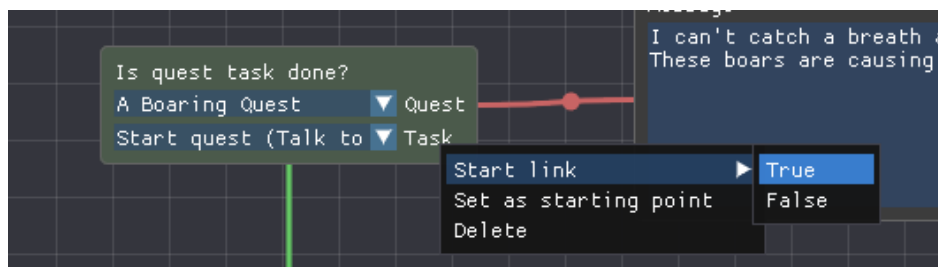 Is quest task done?
A Boaring Quest Quest
Start quest (Talk to Task
I can't catch a breath
These boars are causing
Start link True
Set as starting point False
Delete